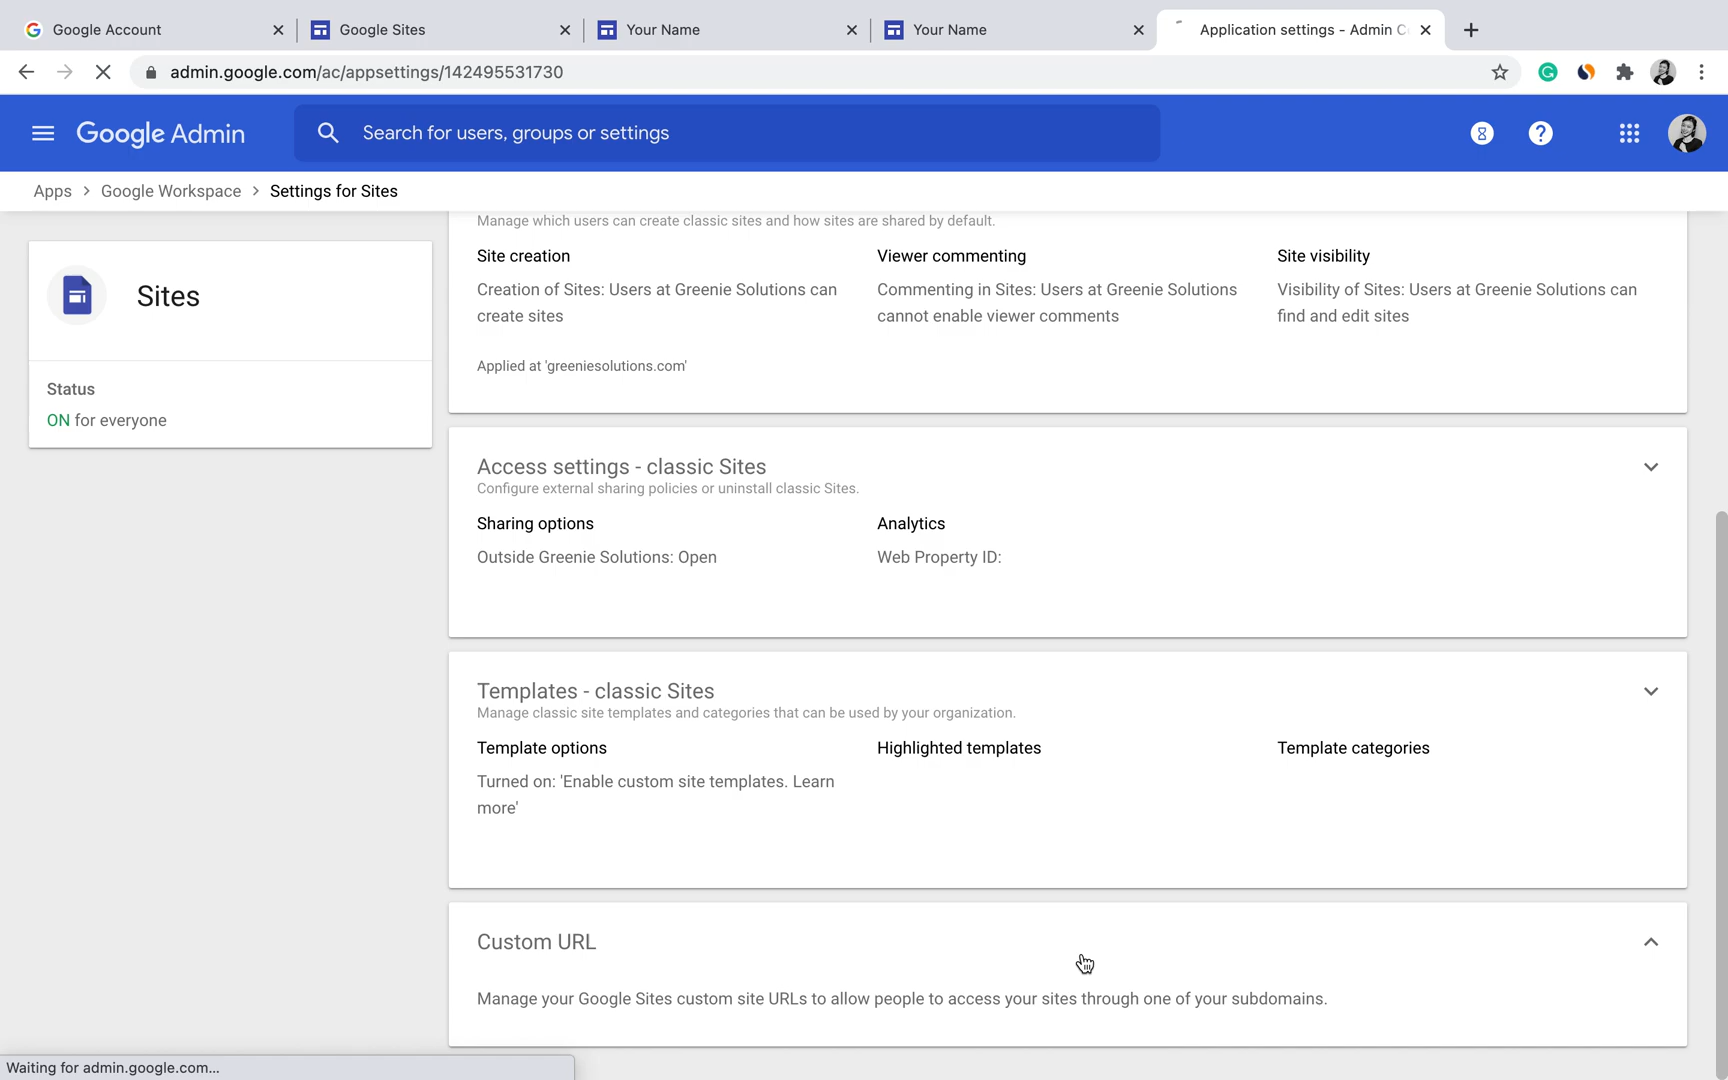 Google Account
Google Sites
Your Name
Your Name
Application settings - Admin C
admin.google.com/ac/appsettings/142495531730
Google Admin
Search for users, groups or settings
Apps > Google Workspace > Settings for Sites
Sites
Status
ON for everyone
Manage which users can create classic sites and how sites are shared by default.
Site creation
Creation of Sites: Users at Greenie Solutions can
create sites
Viewer commenting
Commenting in Sites: Users at Greenie Solutions
cannot enable viewer comments
Site visibility
Visibility of Sites: Users at Greenie Solutions can
find and edit sites
Applied at 'greeniesolutions.com'
Access settings - classic Sites
Configure external sharing policies or uninstall classic Sites.
Sharing options
Outside Greenie Solutions: Open
Analytics
Web Property ID:
Templates - classic Sites
Manage classic site templates and categories that can be used by your organization.
Template options
Turned on: 'Enable custom site templates. Learn
more'
Highlighted templates
Template categories
Custom URL
Manage your Google Sites custom site URLs to allow people to access your sites through one of your subdomains.
Waiting for admin.google.com...